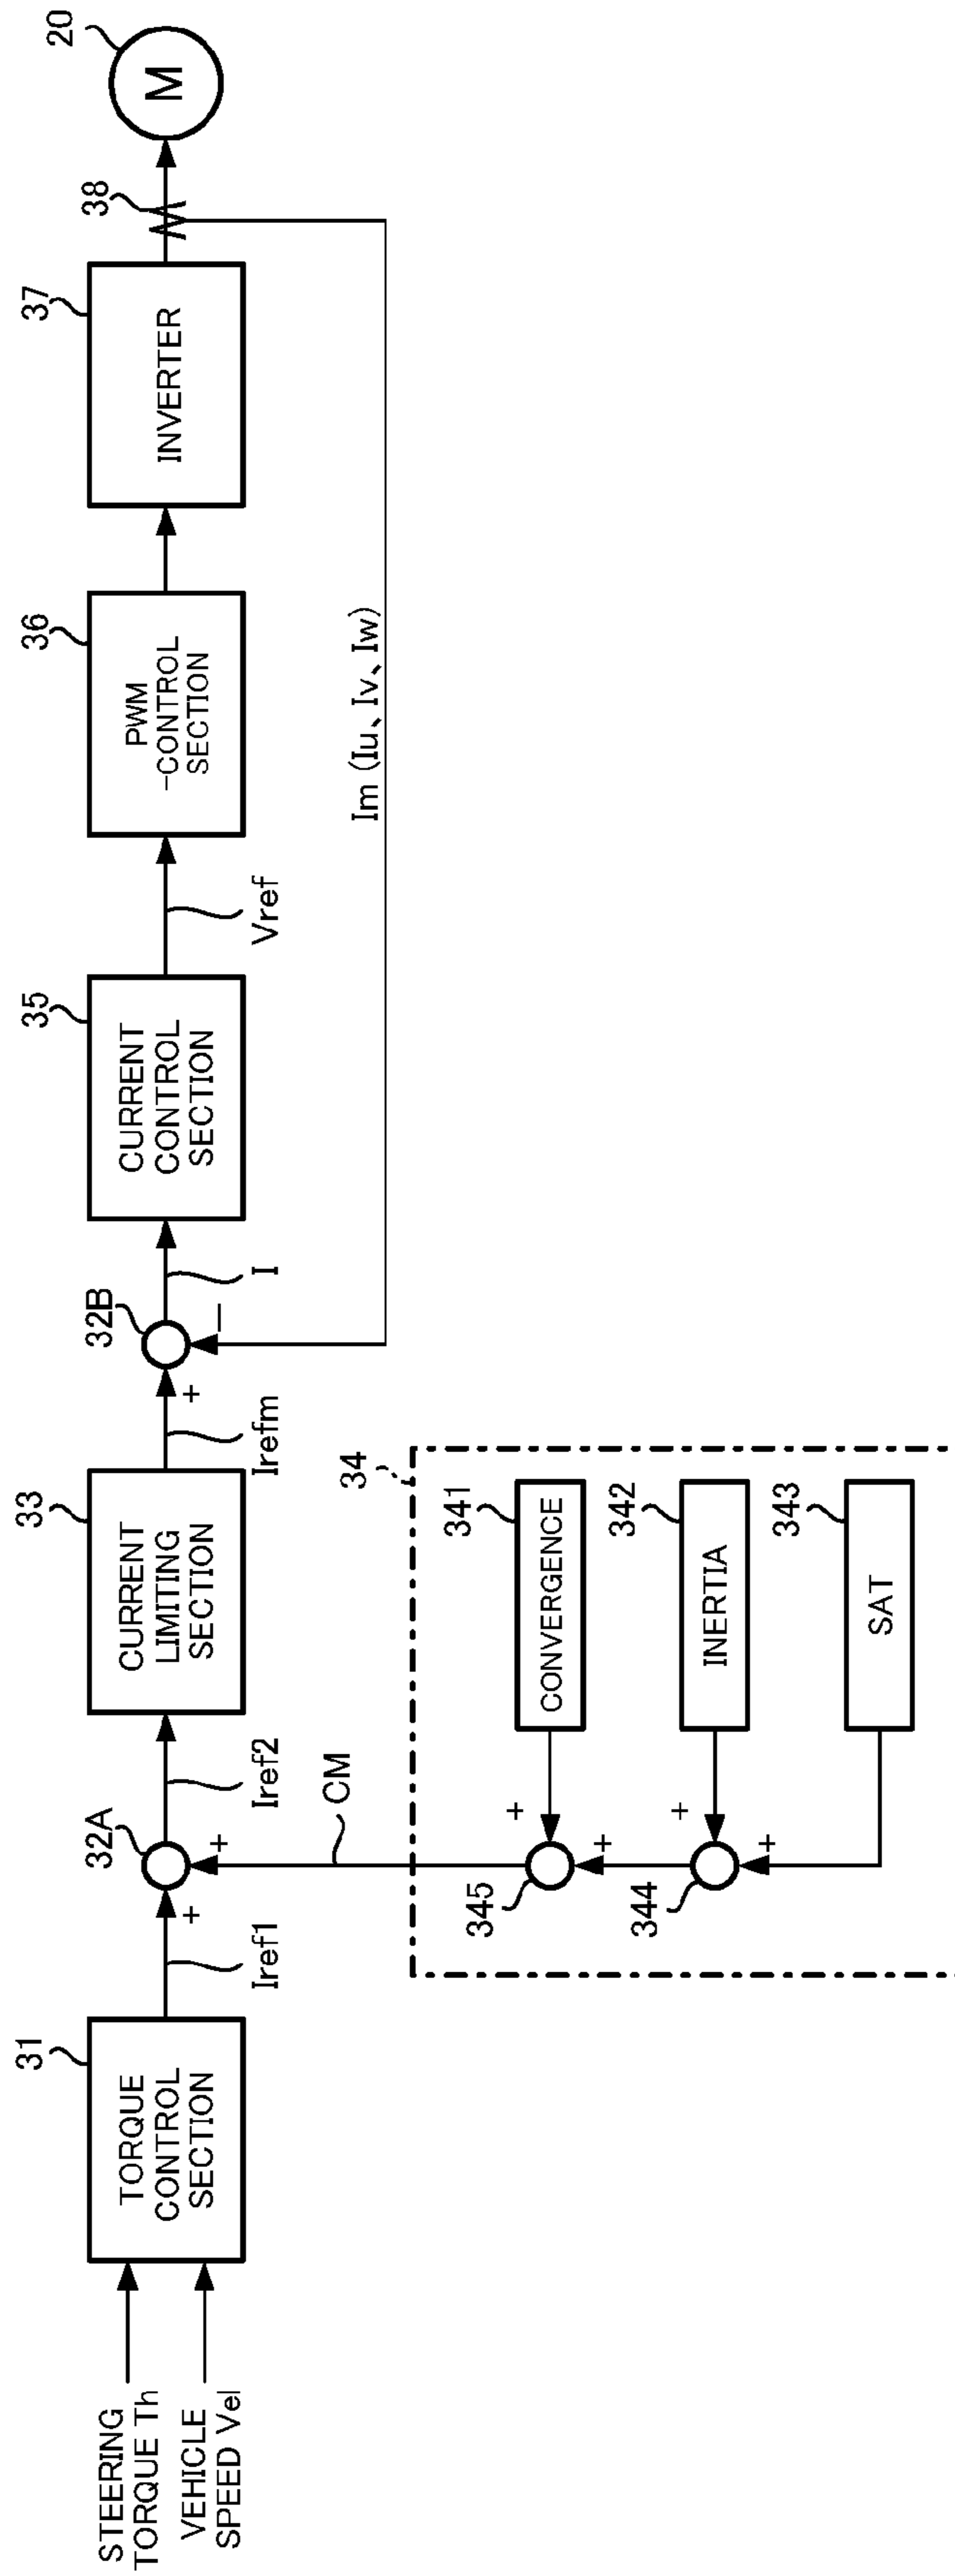 STEERING
TORQUE Th
VEHICLE
SPEED Vel
31
TORQUE
CONTROL
SECTION
Iref1
32A
+
+
Iref2
CM
33
CURRENT
LIMITING
SECTION
Irefm
+
32B
−
I
35
CURRENT
CONTROL
SECTION
Vref
36
PWM
-CONTROL
SECTION
37
INVERTER
38
20
M
Im (Iu、Iv、Iw)
34
345
+
+
341
CONVERGENCE
344
+
+
342
INERTIA
343
SAT